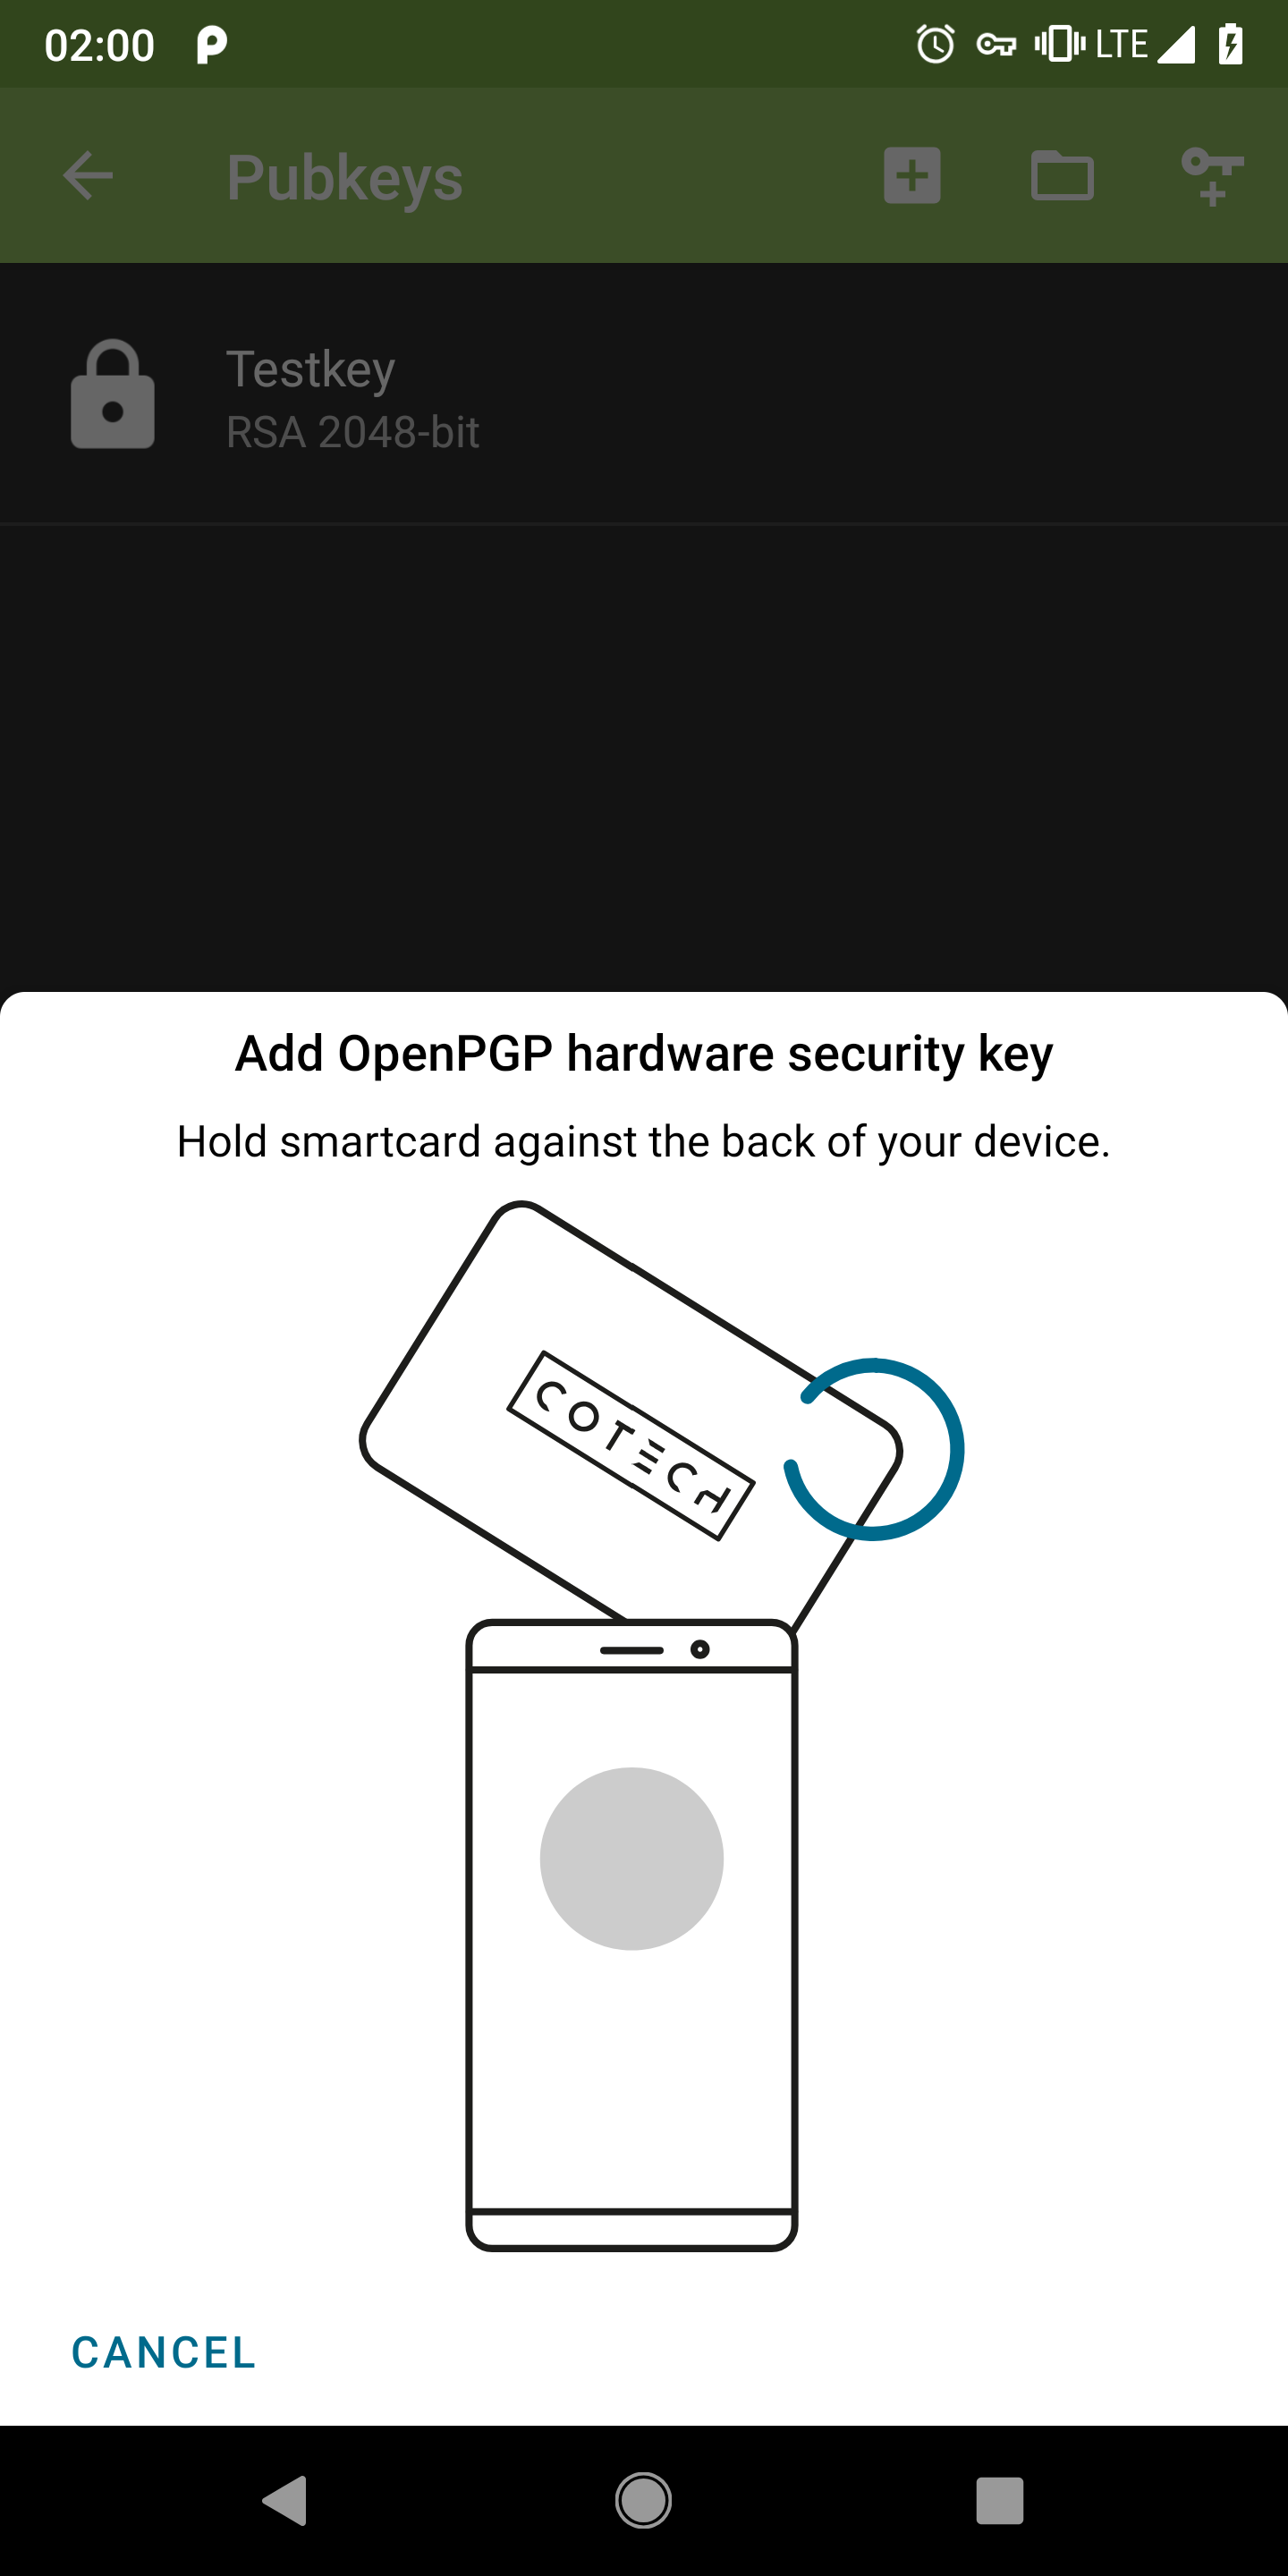 02:00
LTE
Pubkeys
Testkey
RSA 2048-bit
Add OpenPGP hardware security key
Hold smartcard against the back of your device.
COTECH
CANCEL